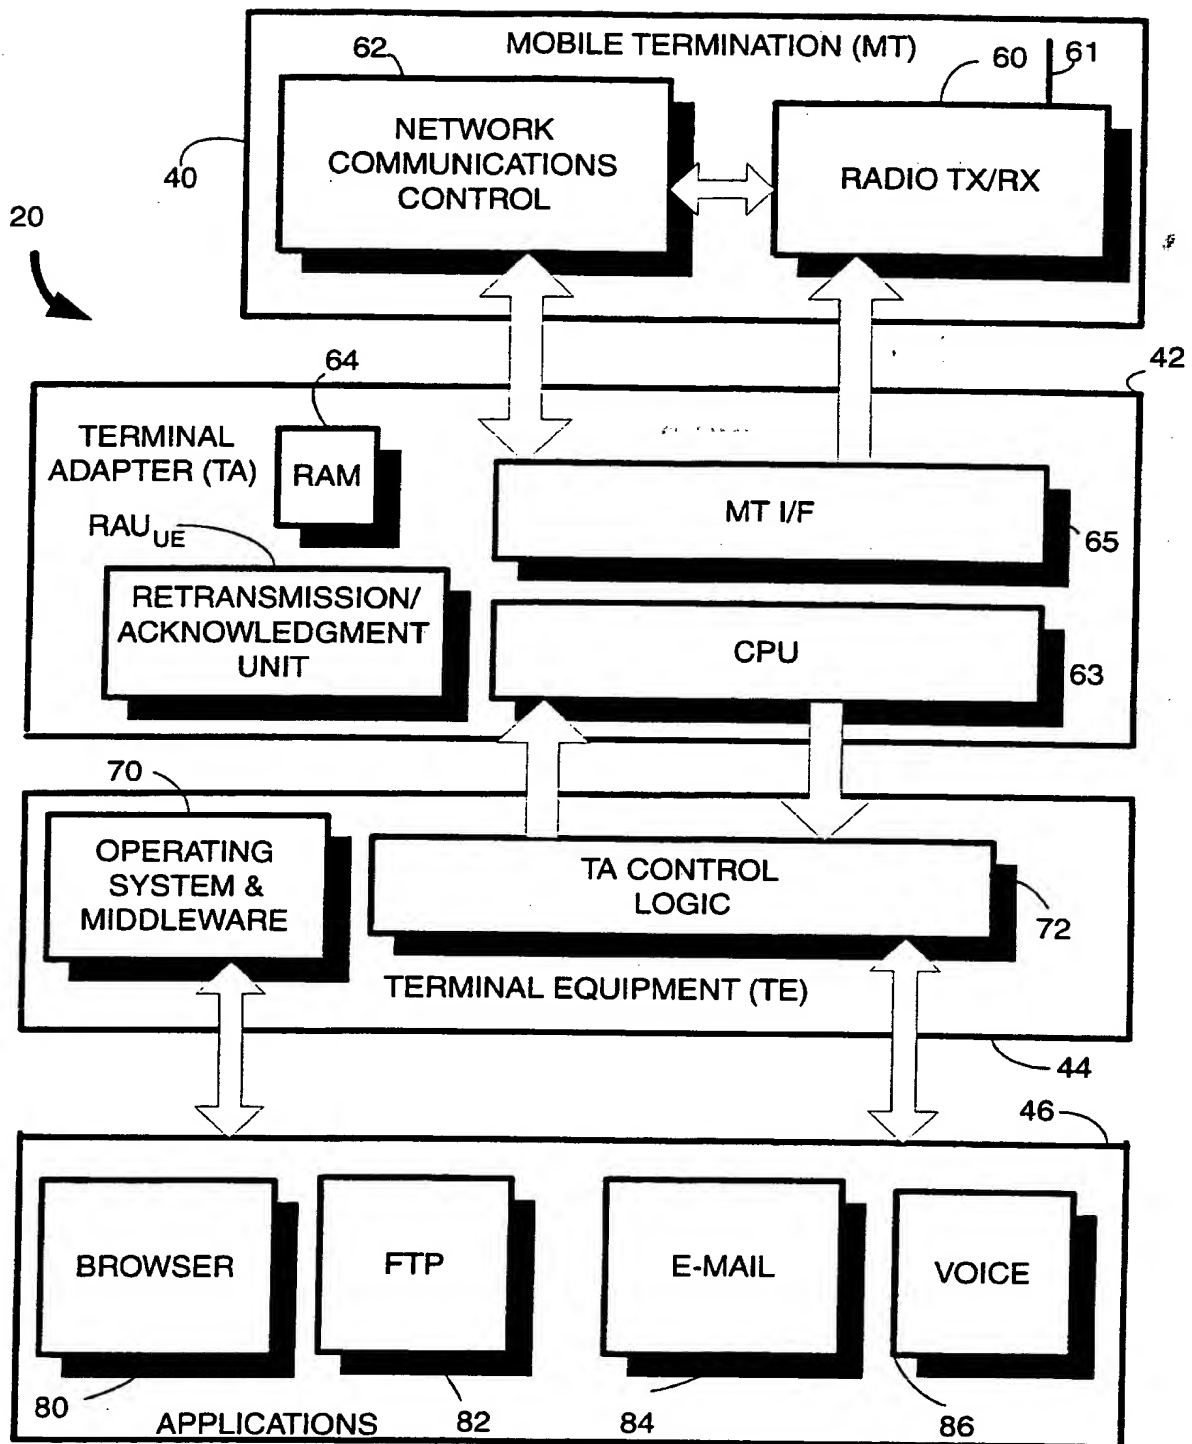 MOBILE TERMINATION (MT)
62
60
61
NETWORK
COMMUNICATIONS
CONTROL
RADIO TX/RX
40
20
64
42
TERMINAL
ADAPTER (TA)
RAM
MT I/F
65
RAU_UE
RETRANSMISSION/
ACKNOWLEDGMENT
UNIT
CPU
63
70
OPERATING
SYSTEM &
MIDDLEWARE
TA CONTROL
LOGIC
72
TERMINAL EQUIPMENT (TE)
44
46
BROWSER
FTP
E-MAIL
VOICE
80
82
84
86
APPLICATIONS